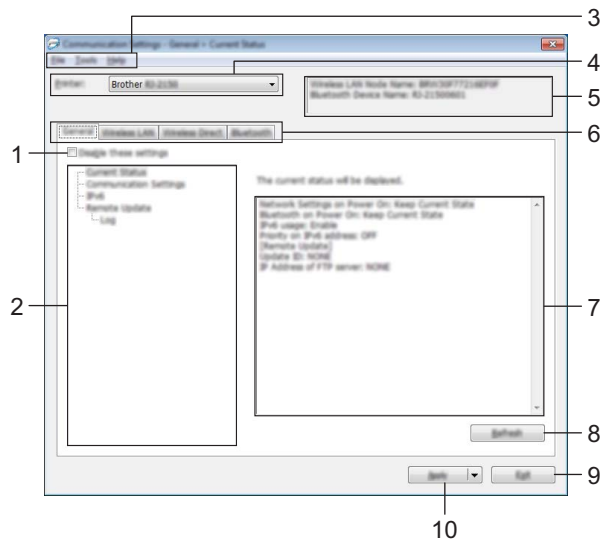 3
Communication Settings - General > Current Status
File Tools Help
4
Printer: Brother RJ-2150
Wireless LAN Node Name:
Bluetooth Device Name:
5
General Wireless LAN Wireless Direct Bluetooth
6
1
Disable these settings
Current Status
Communication Settings
IPv6
Remote Update
Log
The current status will be displayed.
Network Settings on Power On: Keep Current State
Bluetooth on Power On: Keep Current State
IPv6 usage: Enable
Priority on IPv6 address: OFF
[Remote Update]
Update ID: NONE
IP Address of FTP server: NONE
2
7
Refresh
8
Apply
Exit
9
10